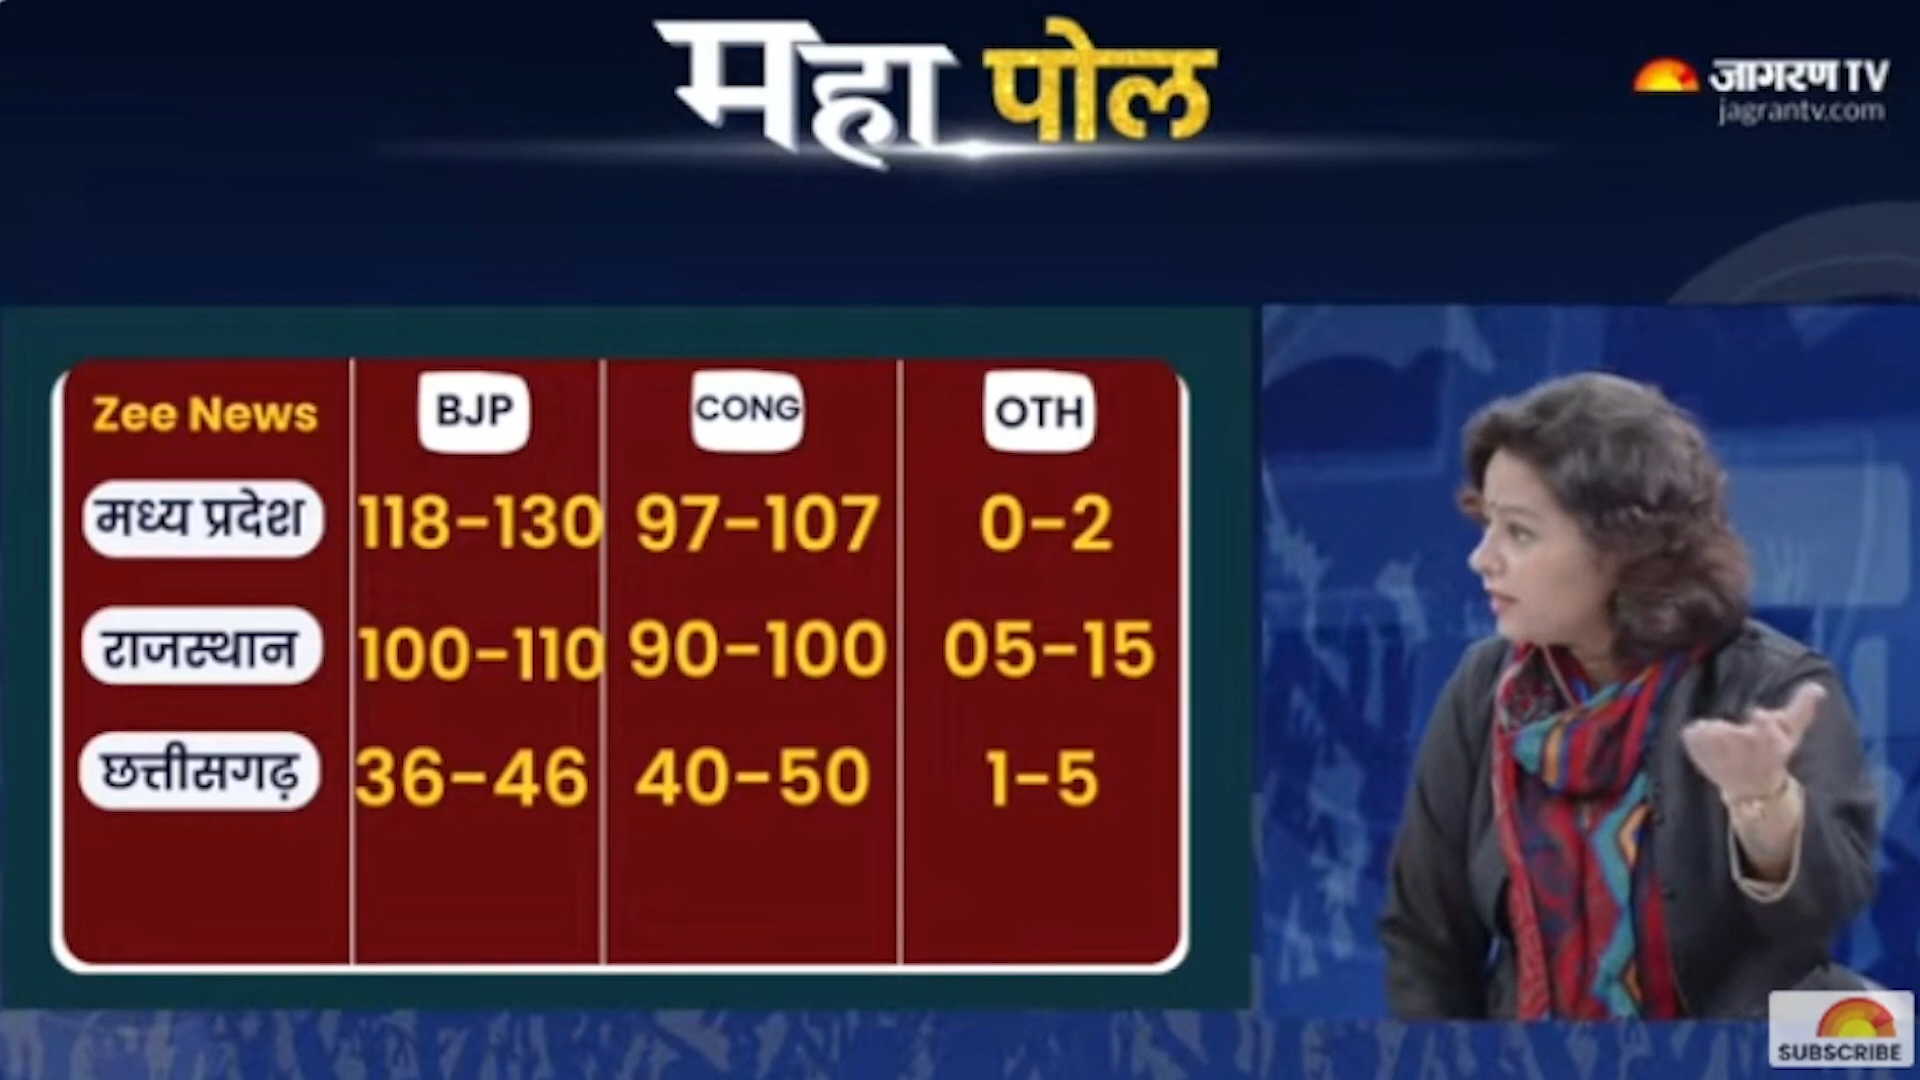 महा पोल
जागरण TV
jagrantv.com
Zee News BJP CONG OTH
मध्य प्रदेश 118-130 97-107 0-2
राजस्थान 100-110 90-100 05-15
छत्तीसगढ़ 36-46 40-50 1-5
SUBSCRIBE